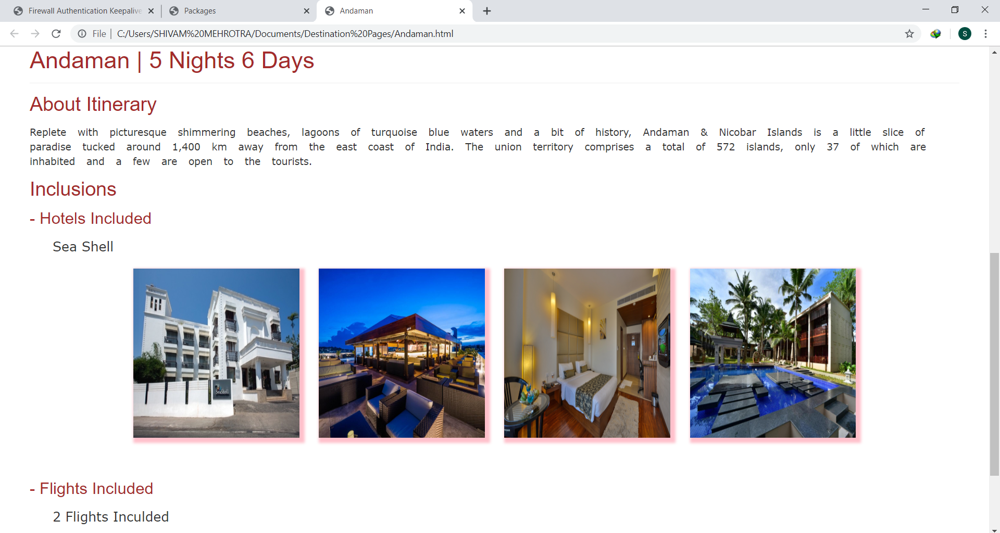 Firewall Authentication Keepalive
Packages
Andaman
File
C:/Users/SHIVAM%20MEHROTRA/Documents/Destination%20Pages/Andaman.html
S
Andaman | 5 Nights 6 Days
About Itinerary
Replete with picturesque shimmering beaches, lagoons of turquoise blue waters and a bit of history, Andaman & Nicobar Islands is a little slice of
paradise tucked around 1,400 km away from the east coast of India. The union territory comprises a total of 572 islands, only 37 of which are
inhabited and a few are open to the tourists.
Inclusions
- Hotels Included
Sea Shell
SeaShell
- Flights Included
2 Flights Inculded